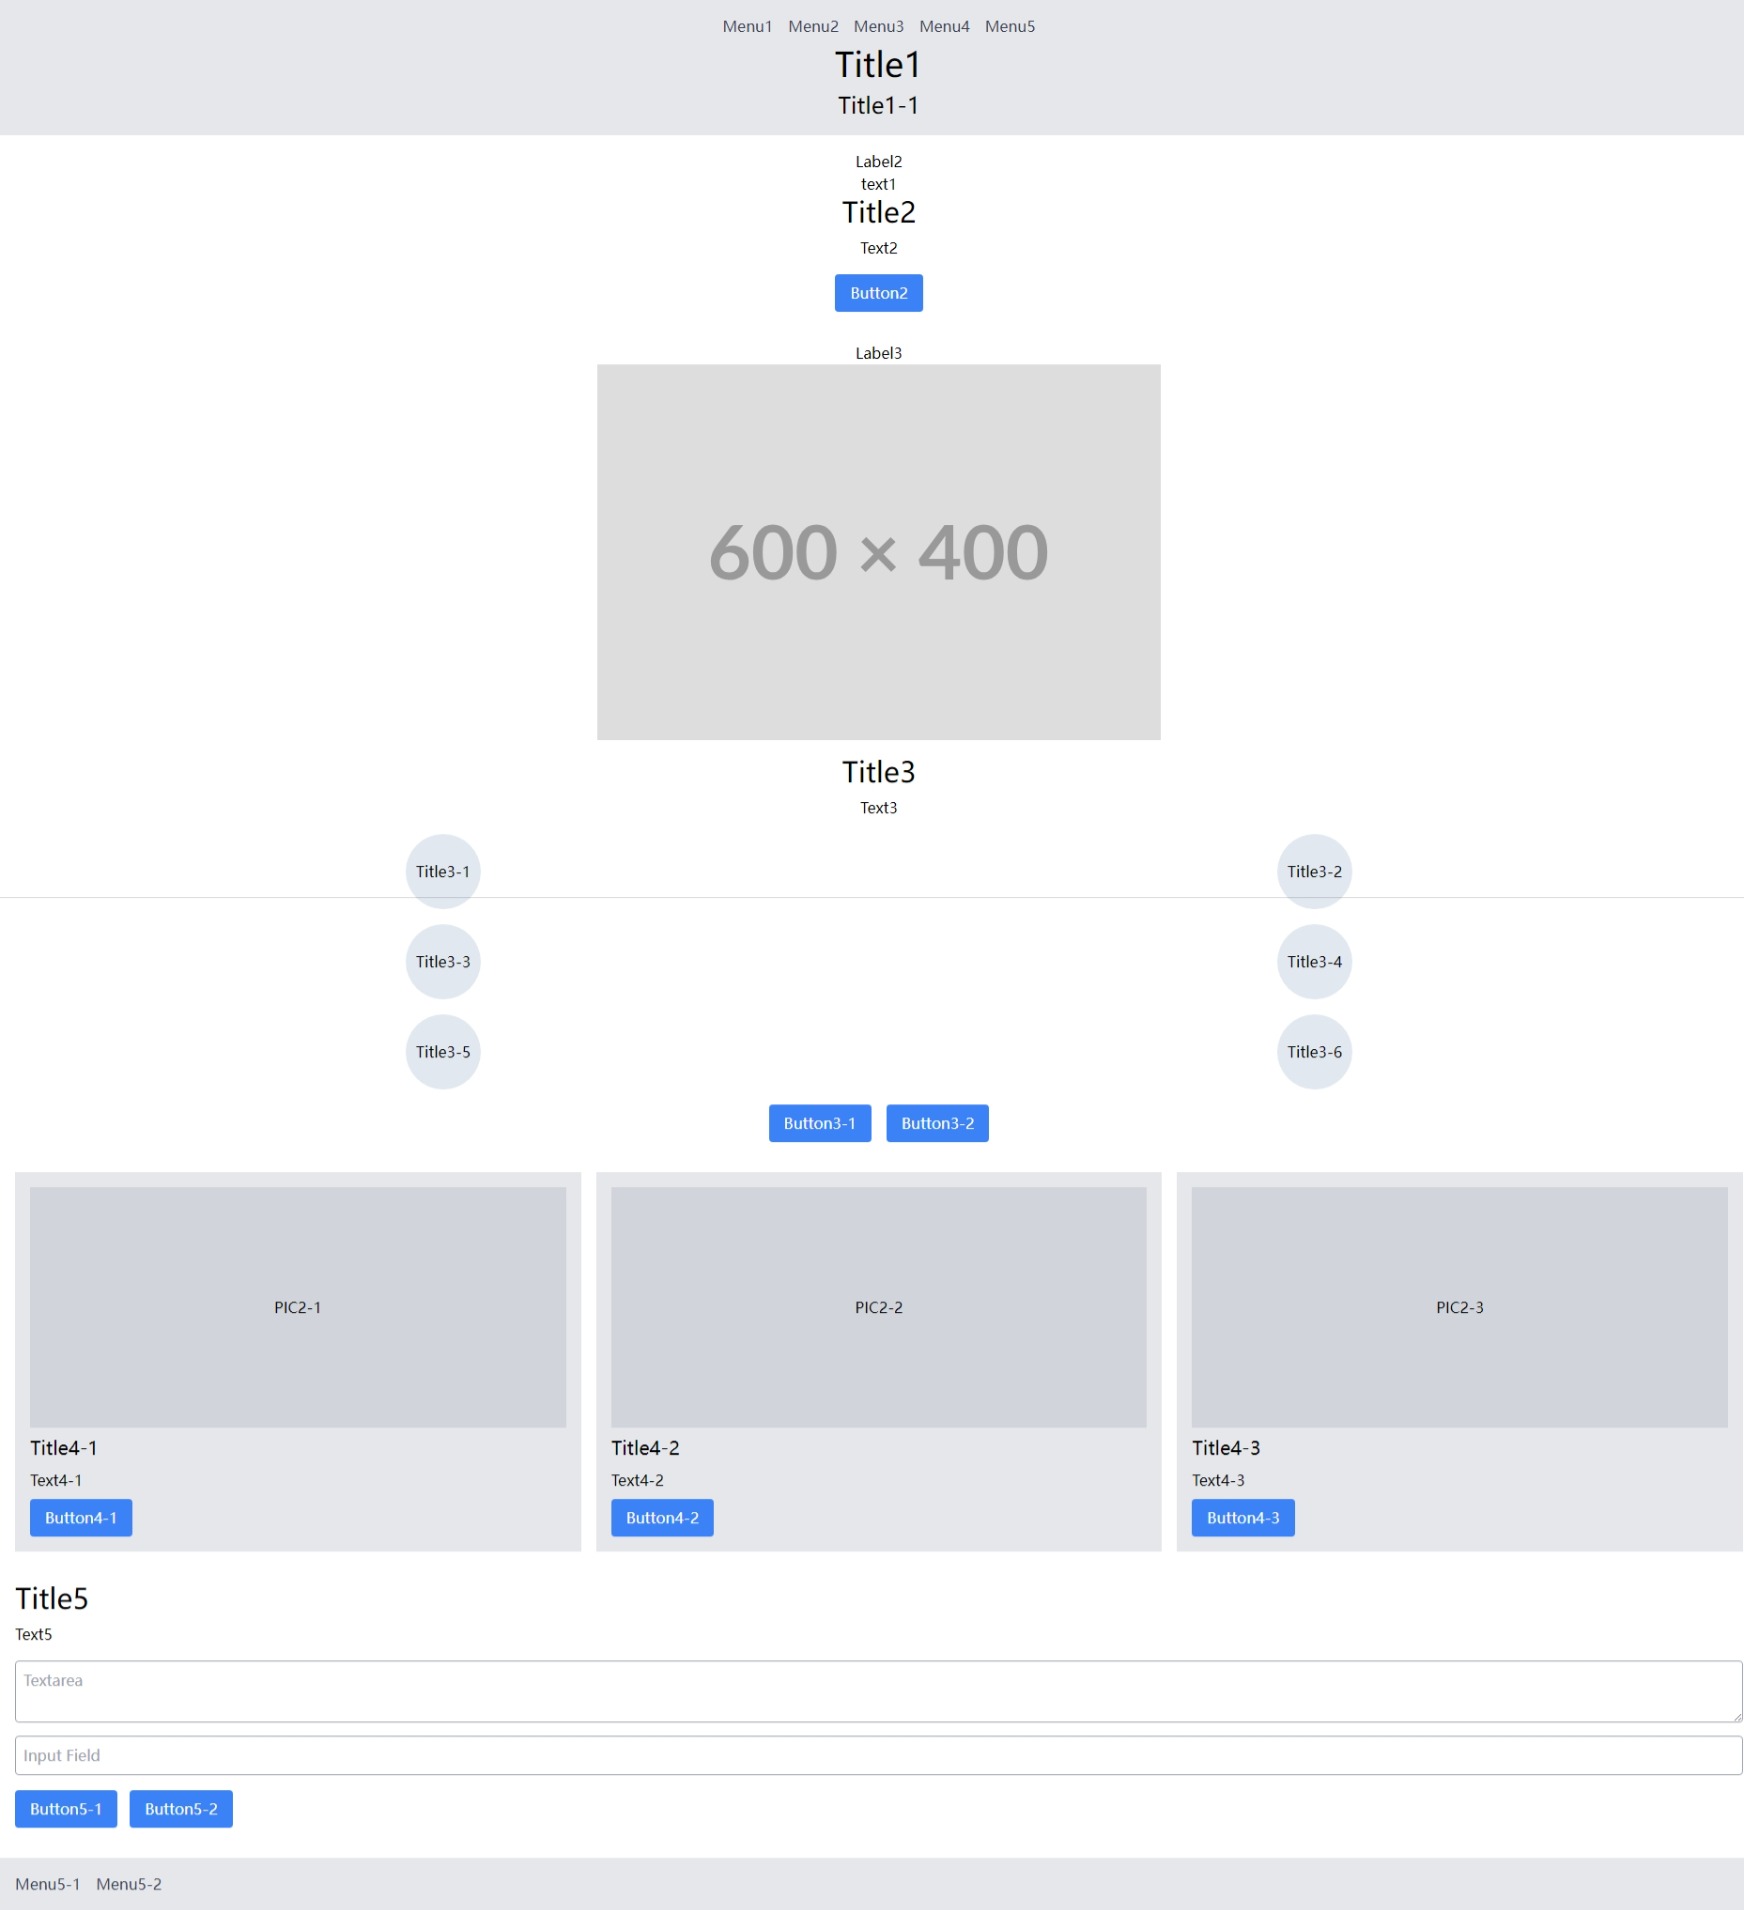 Menu1 Menu2 Menu3 Menu4 Menu5
Title1
Title1-1
Label2
text1
Title2
Text2
Button2
Label3
600 × 400
Title3
Text3
Title3-1 Title3-2
Title3-3 Title3-4
Title3-5 Title3-6
Button3-1 Button3-2
PIC2-1 PIC2-2 PIC2-3
Title4-1 Title4-2 Title4-3
Text4-1 Text4-2 Text4-3
Button4-1 Button4-2 Button4-3
Title5
Text5
Textarea
Input Field
Button5-1 Button5-2
Menu5-1 Menu5-2